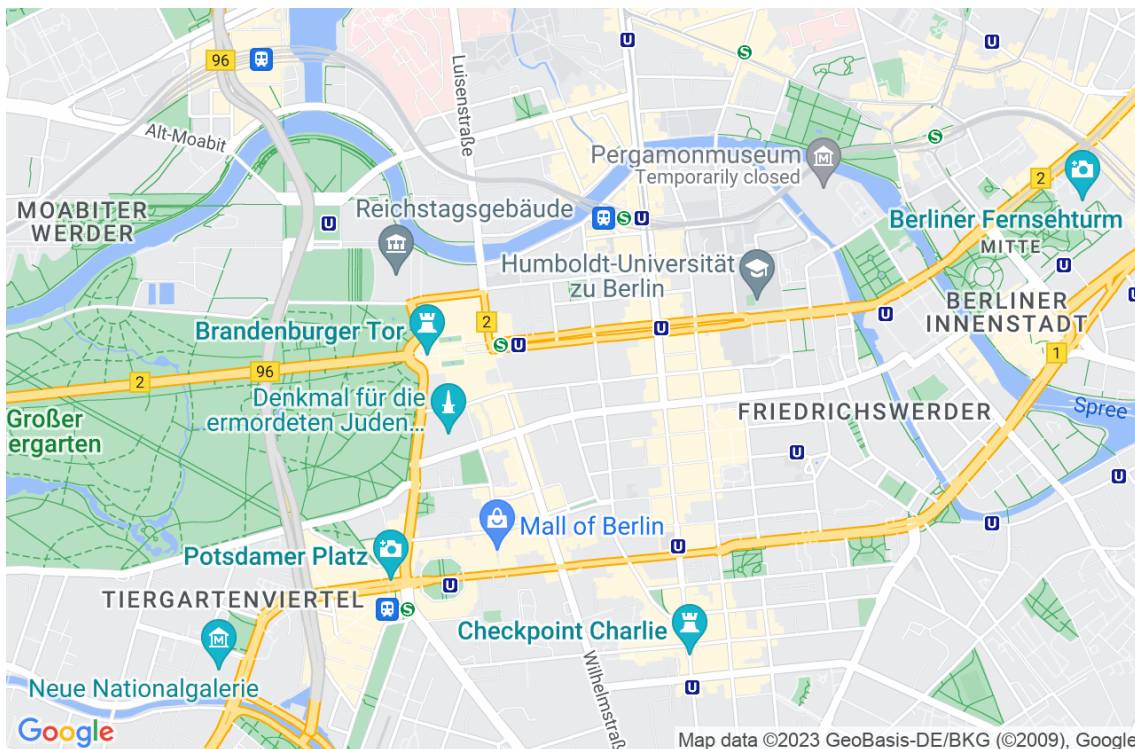 U
U
S
96
Luisenstraße
Alt-Moabit
S
Pergamonmuseum
M
Temporarily closed
2
MOABITER
WERDER
Reichstagsgebäude
U
S
U
Berliner Fernsehturm
MITTE
Humboldt-Universität
zu Berlin
U
BERLINER
INNENSTADT
Brandenburger Tor
2
U
U
S
U
1
2
96
Denkmal für die
ermordeten Juden...
Großer
ergarten
FRIEDRICHSWERDER
Spree
U
U
Mall of Berlin
U
U
Potsdamer Platz
U
TIERGARTENVIERTEL
S
Checkpoint Charlie
M
Neue Nationalgalerie
Wilhelmstraß
U
Google
Map data ©2023 GeoBasis-DE/BKG (©2009), Google